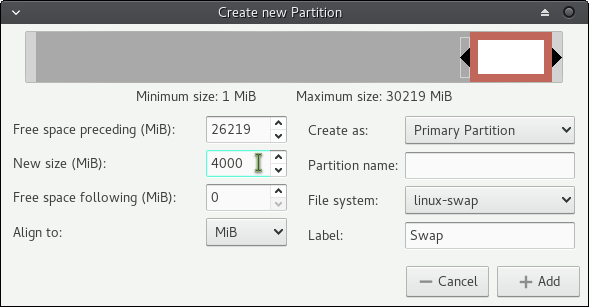 Create new Partition
Minimum size: 1 MiB Maximum size: 30219 MiB
Free space preceding (MiB): 26219 Create as: Primary Partition
New size (MiB): 4000 Partition name:
Free space following (MiB): 0 File system: linux-swap
Align to: MiB Label: Swap
Cancel Add